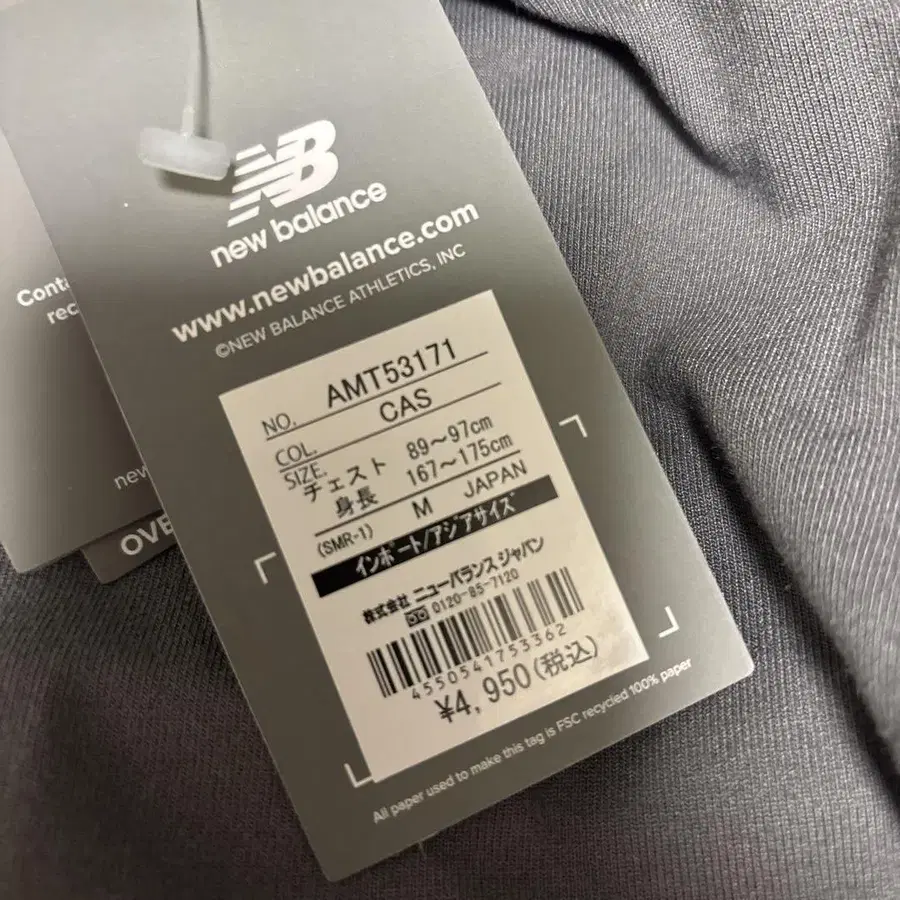 NB
new balance
www.newbalance.com
©NEW BALANCE ATHLETICS, INC
NO. AMT53171
COL. CAS
SIZE.
チェスト 89～97cm
身長 167～175cm
(SMR-1) M JAPAN
インポート/アジアサイズ
株式会社 ニューバランス ジャパン
0120-85-7120
4550541753362
¥4,950(税込)
All paper used to make this tag is FSC recycled 100% paper
new